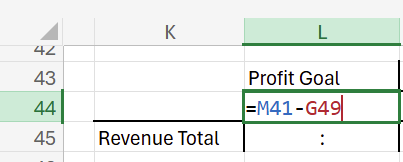 K L
42
43 Profit Goal
44 =M41-G49
45 Revenue Total :